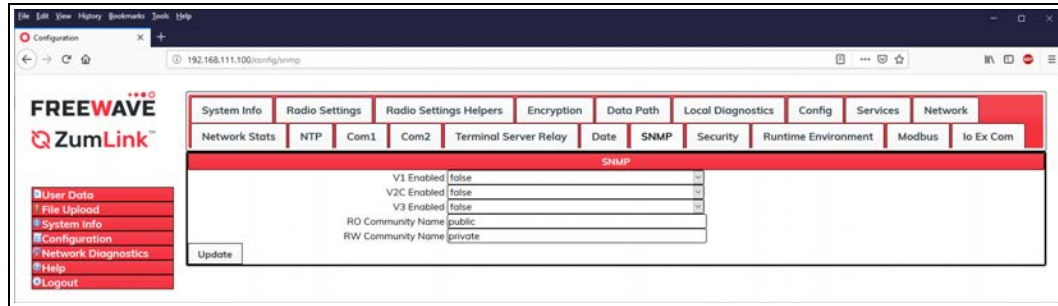 File Edit View History Bookmarks Tools Help
Configuration
192.168.111.100/config/snmp
FREEWAVE
ZumLink™
System Info Radio Settings Radio Settings Helpers Encryption Data Path Local Diagnostics Config Services Network
Network Stats NTP Com1 Com2 Terminal Server Relay Date SNMP Security Runtime Environment Modbus Io Ex Com
SNMP
V1 Enabled false
V2C Enabled false
V3 Enabled false
RO Community Name public
RW Community Name private
Update
User Data
File Upload
System Info
Configuration
Network Diagnostics
Help
Logout